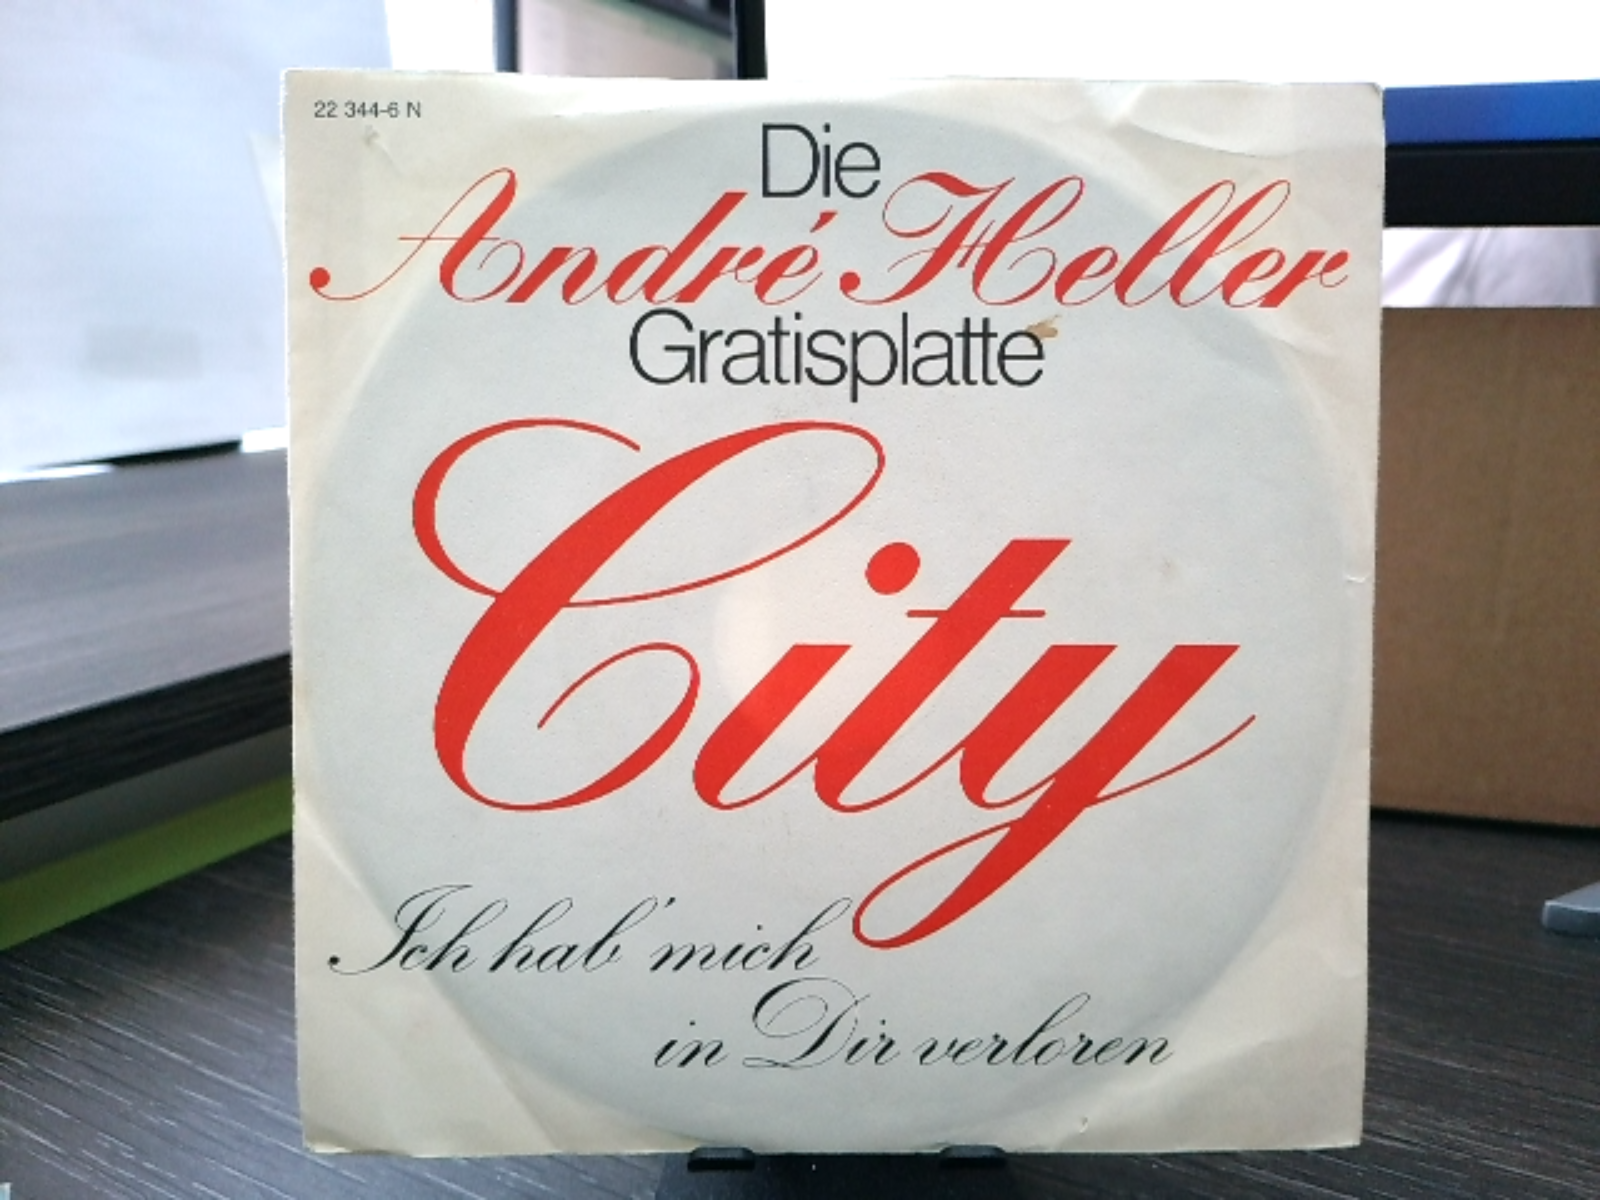 22 344-6 N
Die
André Heller
Gratisplatte
City
Ich hab' mich
in Dir verloren